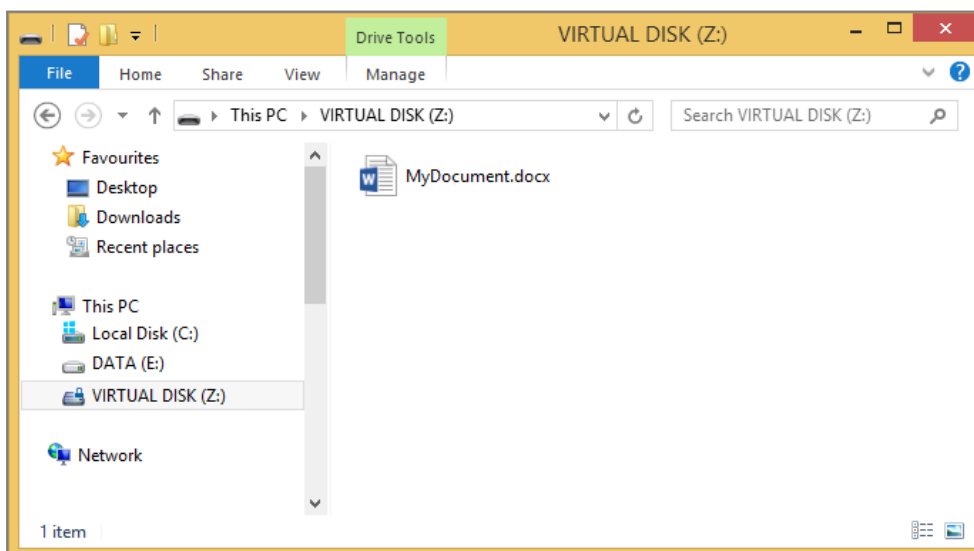 Drive Tools
VIRTUAL DISK (Z:)
File Home Share View Manage
This PC VIRTUAL DISK (Z:)
Search VIRTUAL DISK (Z:)
Favourites
Desktop
Downloads
Recent places
This PC
Local Disk (C:)
DATA (E:)
VIRTUAL DISK (Z:)
Network
MyDocument.docx
1 item